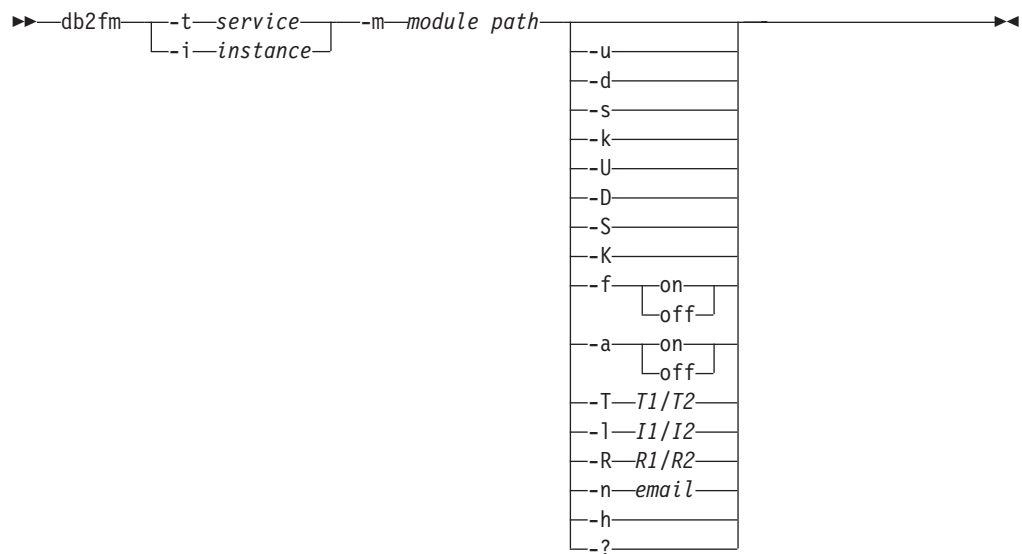 db2fm -t service -m module path
-i instance
-u
-d
-s
-k
-U
-D
-S
-K
-f on
off
-a on
off
-T T1/T2
-l I1/I2
-R R1/R2
-n email
-h
-?